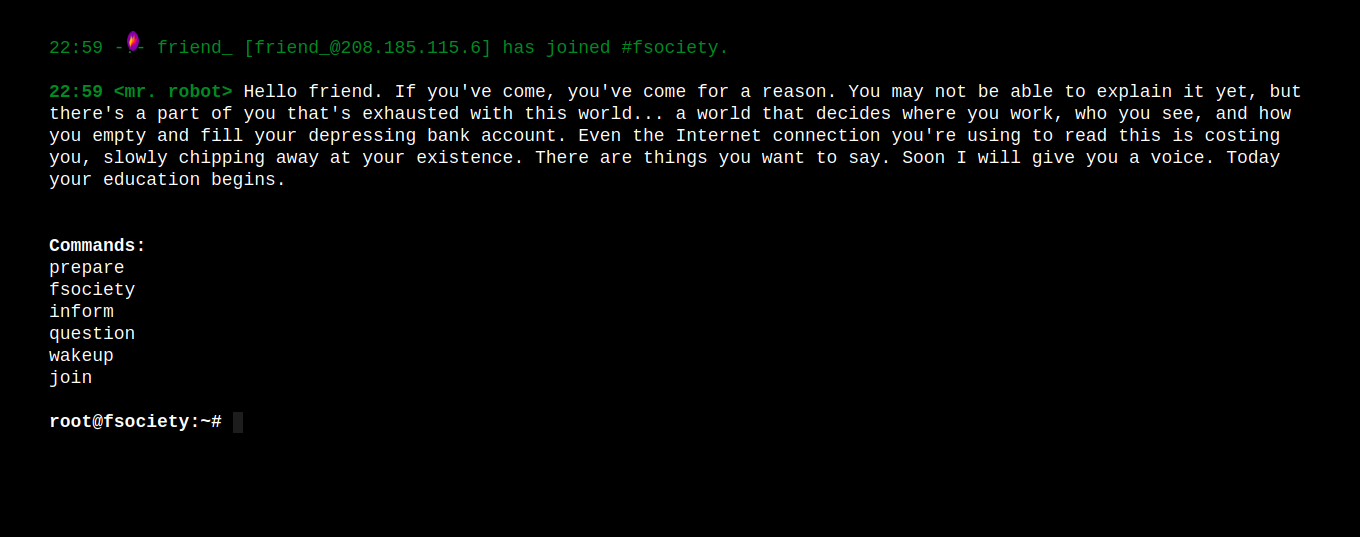 22:59 -!- friend_ [friend_@208.185.115.6] has joined #fsociety.
22:59 <mr. robot> Hello friend. If you've come, you've come for a reason. You may not be able to explain it yet, but
there's a part of you that's exhausted with this world... a world that decides where you work, who you see, and how
you empty and fill your depressing bank account. Even the Internet connection you're using to read this is costing
you, slowly chipping away at your existence. There are things you want to say. Soon I will give you a voice. Today
your education begins.
Commands:
prepare
fsociety
inform
question
wakeup
join
root@fsociety:~#